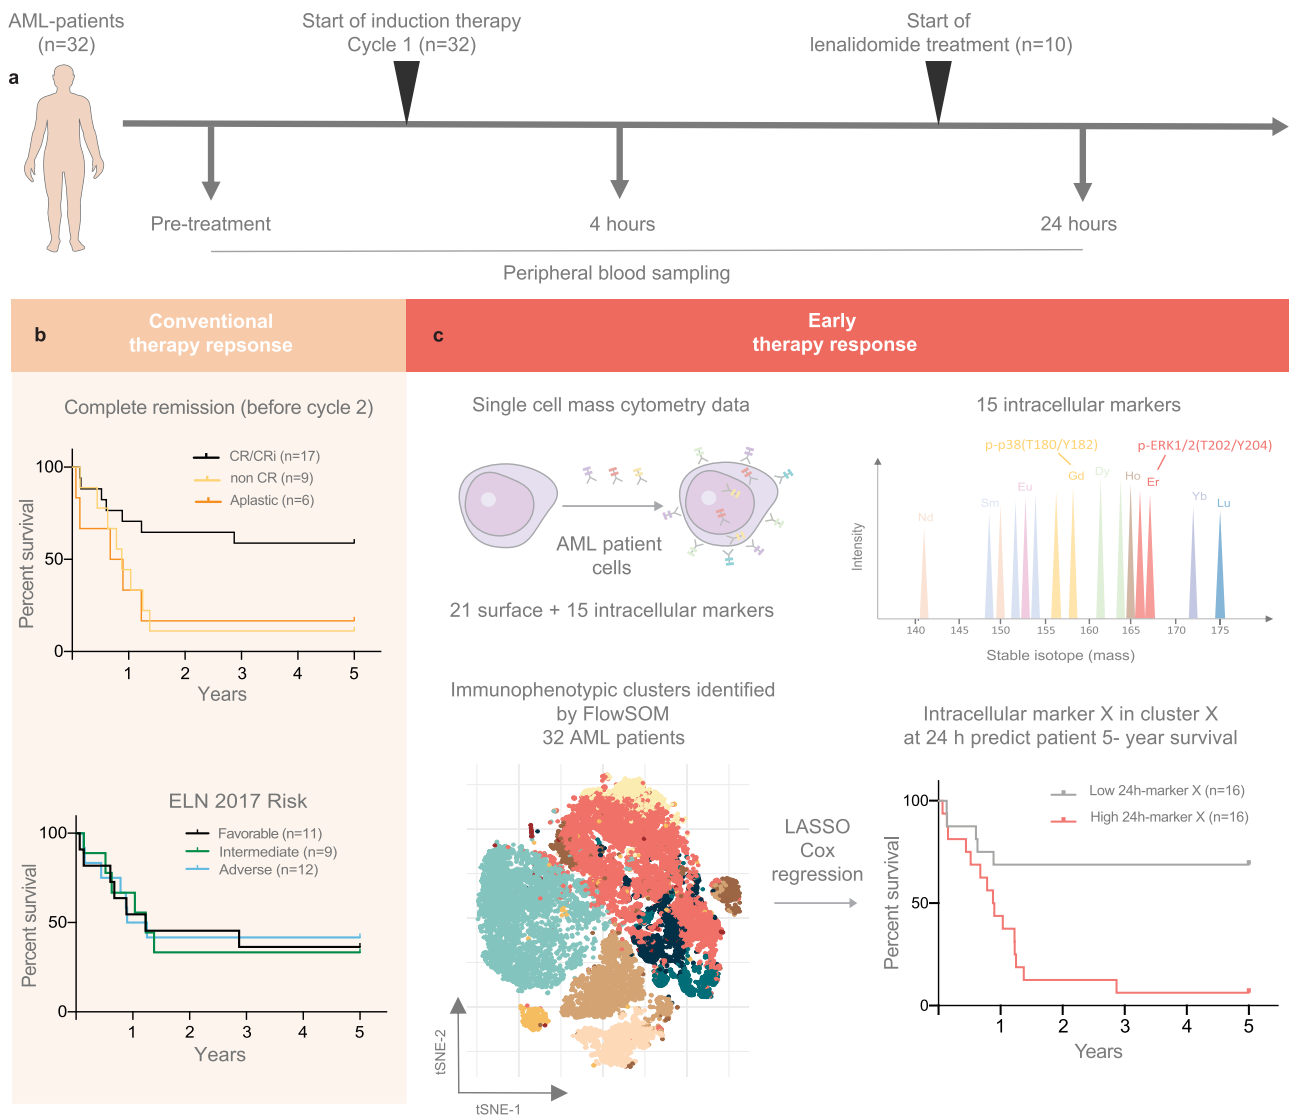 AML-patients
(n=32)
Start of induction therapy
Cycle 1 (n=32)
Start of
lenalidomide treatment (n=10)
a
Pre-treatment
4 hours
24 hours
Peripheral blood sampling
b
Conventional
therapy repsonse
c
Early
therapy response
Complete remission (before cycle 2)
CR/CRi (n=17)
non CR (n=9)
Aplastic (n=6)
Percent survival
100
50
0
1 2 3 4 5
Years
ELN 2017 Risk
Favorable (n=11)
Intermediate (n=9)
Adverse (n=12)
Percent survival
100
50
0
1 2 3 4 5
Years
Single cell mass cytometry data
AML patient
cells
21 surface + 15 intracellular markers
15 intracellular markers
p-p38(T180/Y182)
p-ERK1/2(T202/Y204)
Nd Sm Eu Gd Dy Ho Er Yb Lu
Intensity
140 145 150 155 160 165 170 175
Stable isotope (mass)
Immunophenotypic clusters identified
by FlowSOM
32 AML patients
tSNE-2
tSNE-1
LASSO
Cox
regression
Intracellular marker X in cluster X
at 24 h predict patient 5- year survival
Low 24h-marker X (n=16)
High 24h-marker X (n=16)
Percent survival
100
50
0
1 2 3 4 5
Years